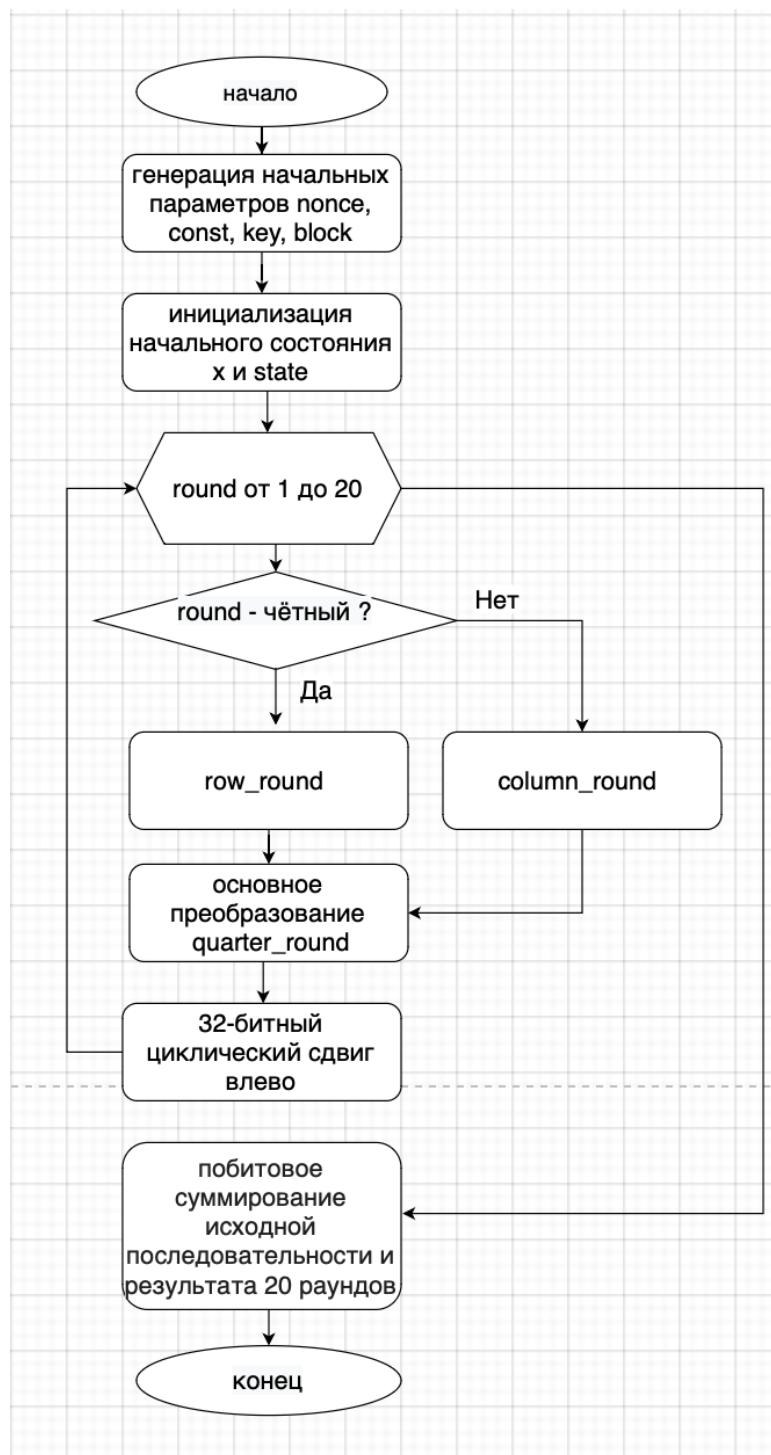 начало
генерация начальных
параметров nonce,
const, key, block
инициализация
начального состояния
x и state
round от 1 до 20
round - чётный ?
Нет
Да
row_round
column_round
основное
преобразование
quarter_round
32-битный
циклический сдвиг
влево
побитовое
суммирование
исходной
последовательности и
результата 20 раундов
конец